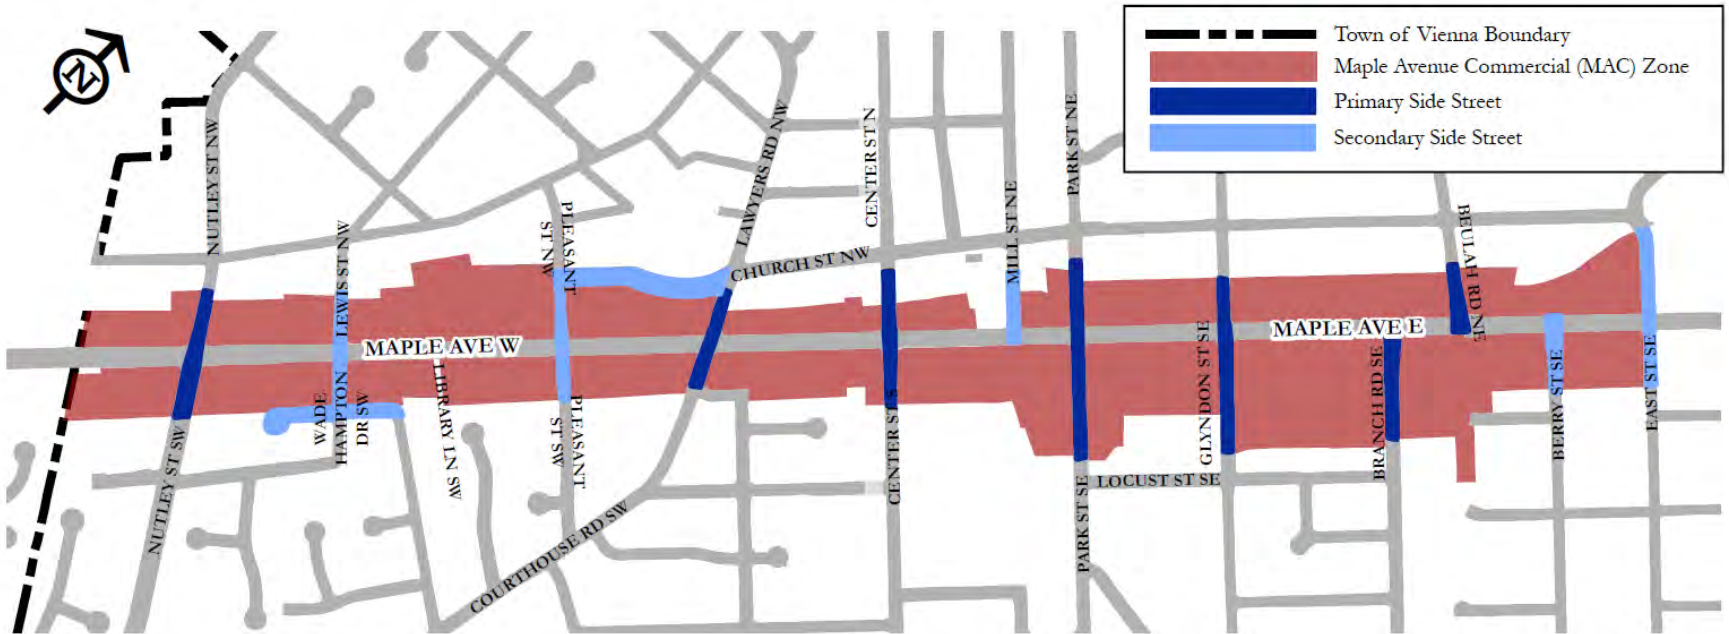 N
Town of Vienna Boundary
Maple Avenue Commercial (MAC) Zone
Primary Side Street
Secondary Side Street
NUTLEY ST NW
LEWIS ST NW
PLEASANT
ST NW
LAWYERS RD NW
CHURCH ST NW
CENTER ST N
MILL ST NE
PARK ST NE
BEULAH RD NE
MAPLE AVE W
MAPLE AVE E
NUTLEY ST SW
WADE
HAMPTON
DR SW
LIBRARY LN SW
PLEASANT
ST SW
COURTHOUSE RD SW
CENTER ST S
PARK ST SE
LOCUST ST SE
GLYNDON ST SE
BRANCH RD SE
BERRY ST SE
EAST ST SE